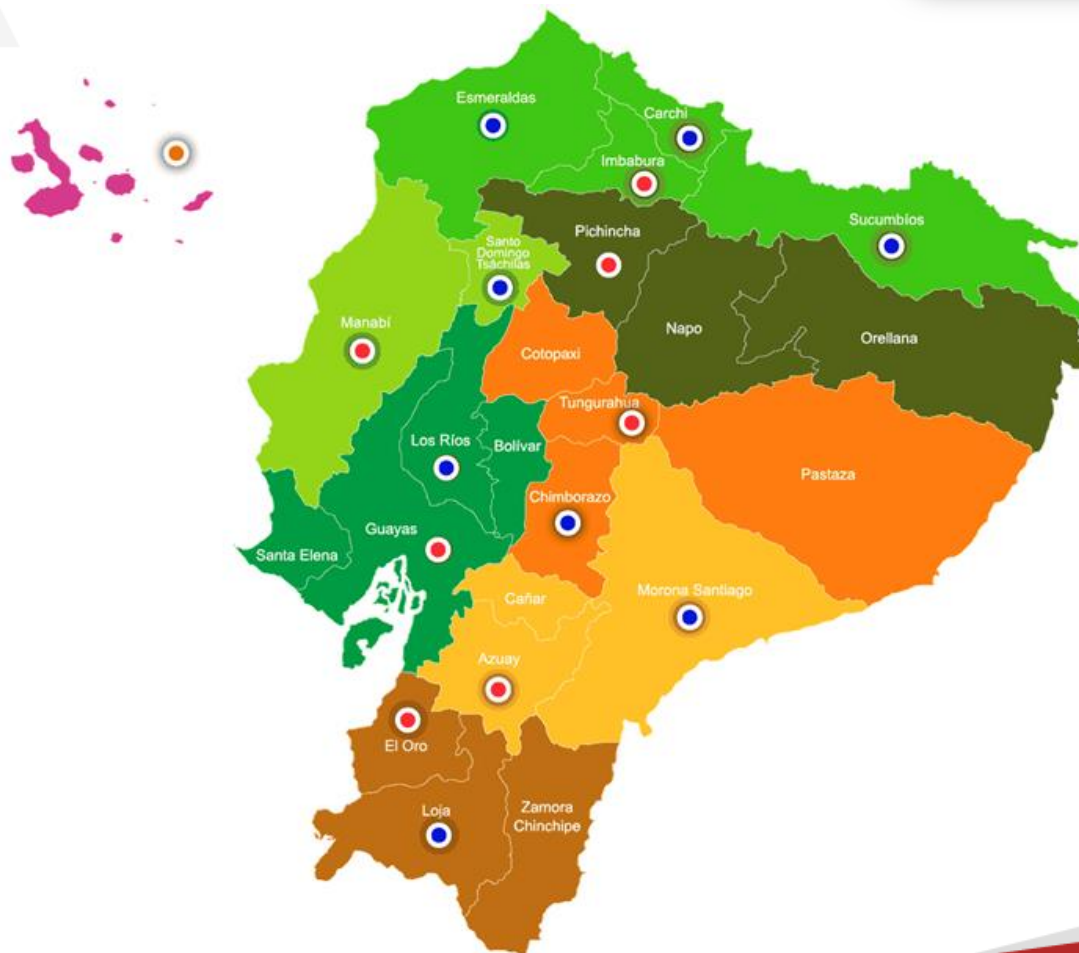 Esmeraldas
Carchi
Imbabura
Sucumbíos
Pichincha
Santo
Domingo
Tsáchilas
Manabí
Napo
Orellana
Cotopaxi
Tungurahua
Los Ríos
Bolívar
Pastaza
Chimborazo
Guayas
Santa Elena
Cañar
Morona Santiago
Azuay
El Oro
Loja
Zamora
Chinchipe